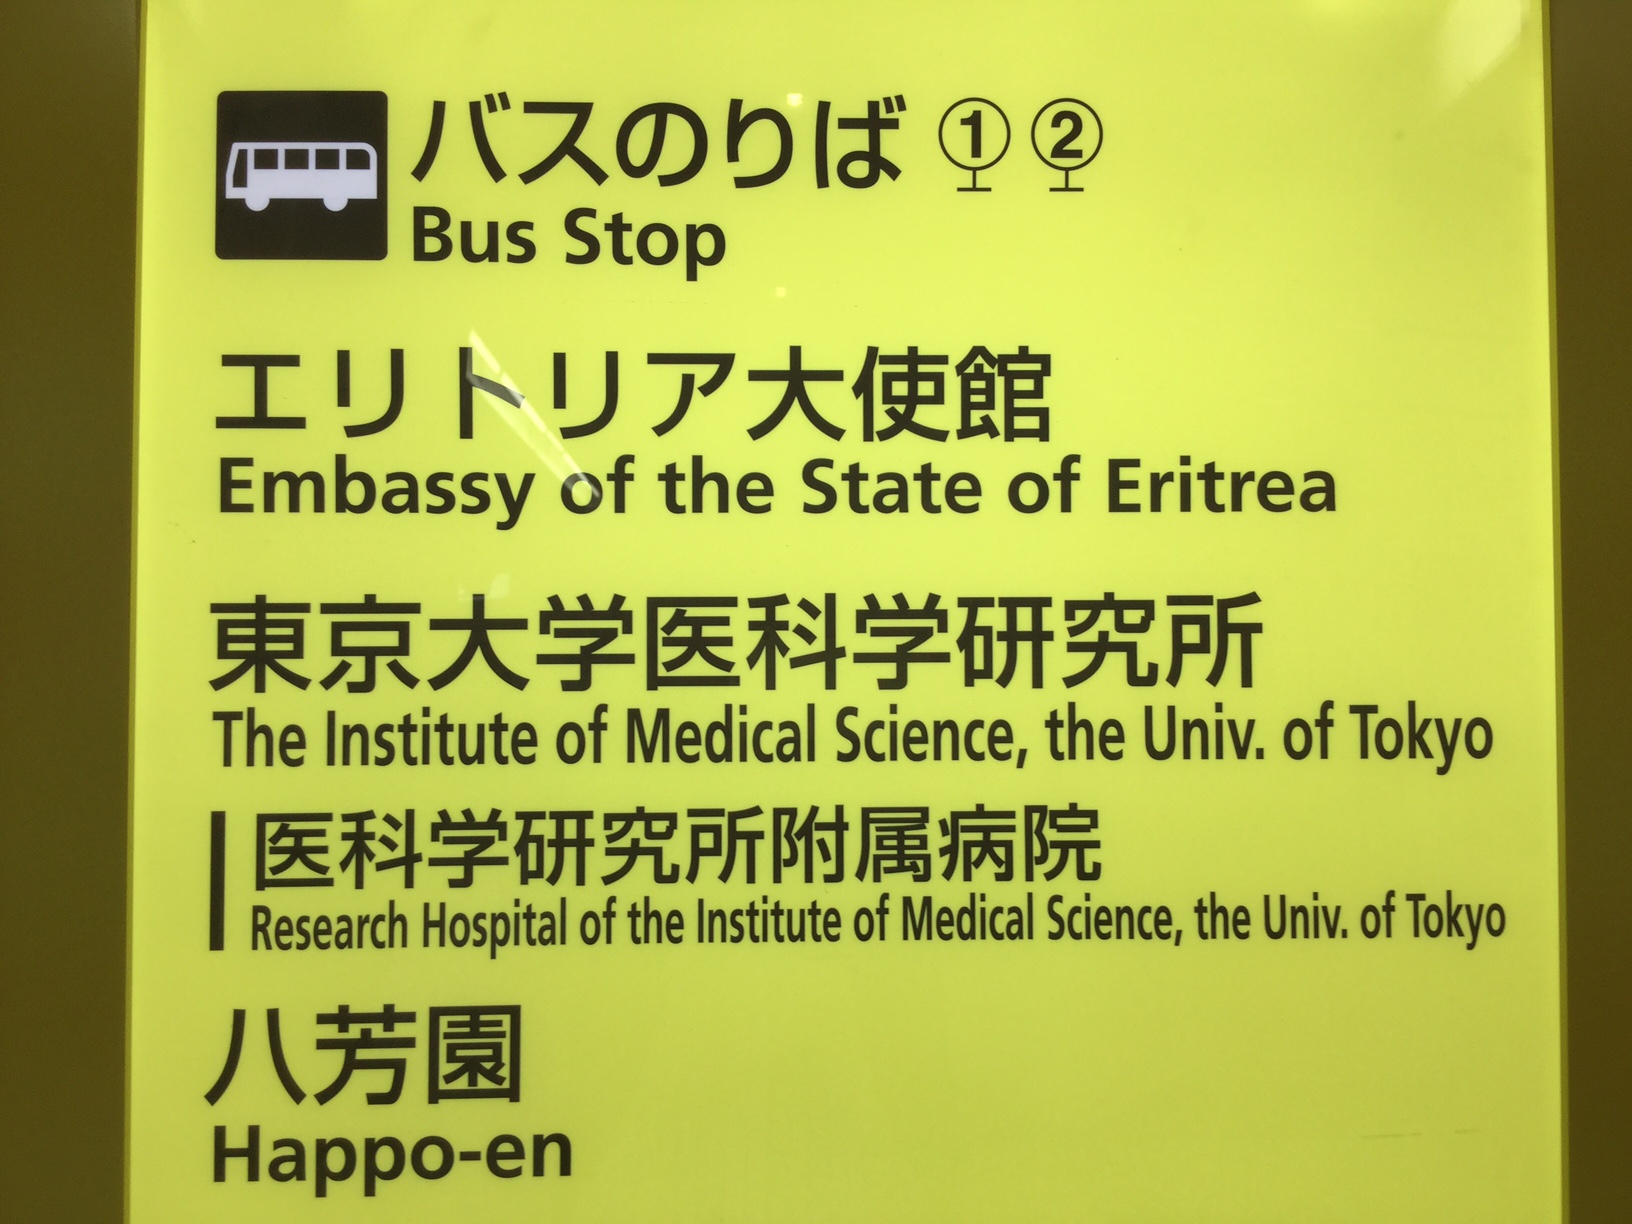 バスのりば ① ②
Bus Stop
エリトリア大使館
Embassy of the State of Eritrea
東京大学医科学研究所
The Institute of Medical Science, the Univ. of Tokyo
医科学研究所附属病院
Research Hospital of the Institute of Medical Science, the Univ. of Tokyo
八芳園
Happo-en